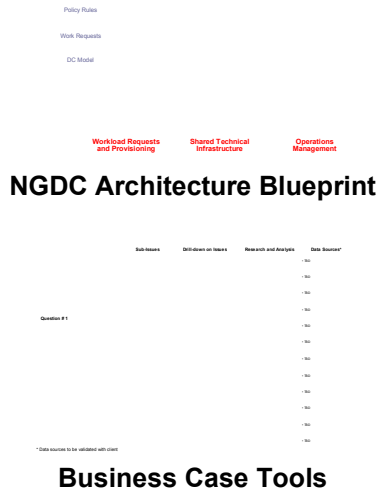 Policy Rules
Work Requests
DC Model
Workload Requests and Provisioning
Shared Technical Infrastructure
Operations Management
NGDC Architecture Blueprint
Sub-Issues Drill-down on Issues Research and Analysis Data Sources*
Question # 1
* Data sources to be validated with client
Business Case Tools